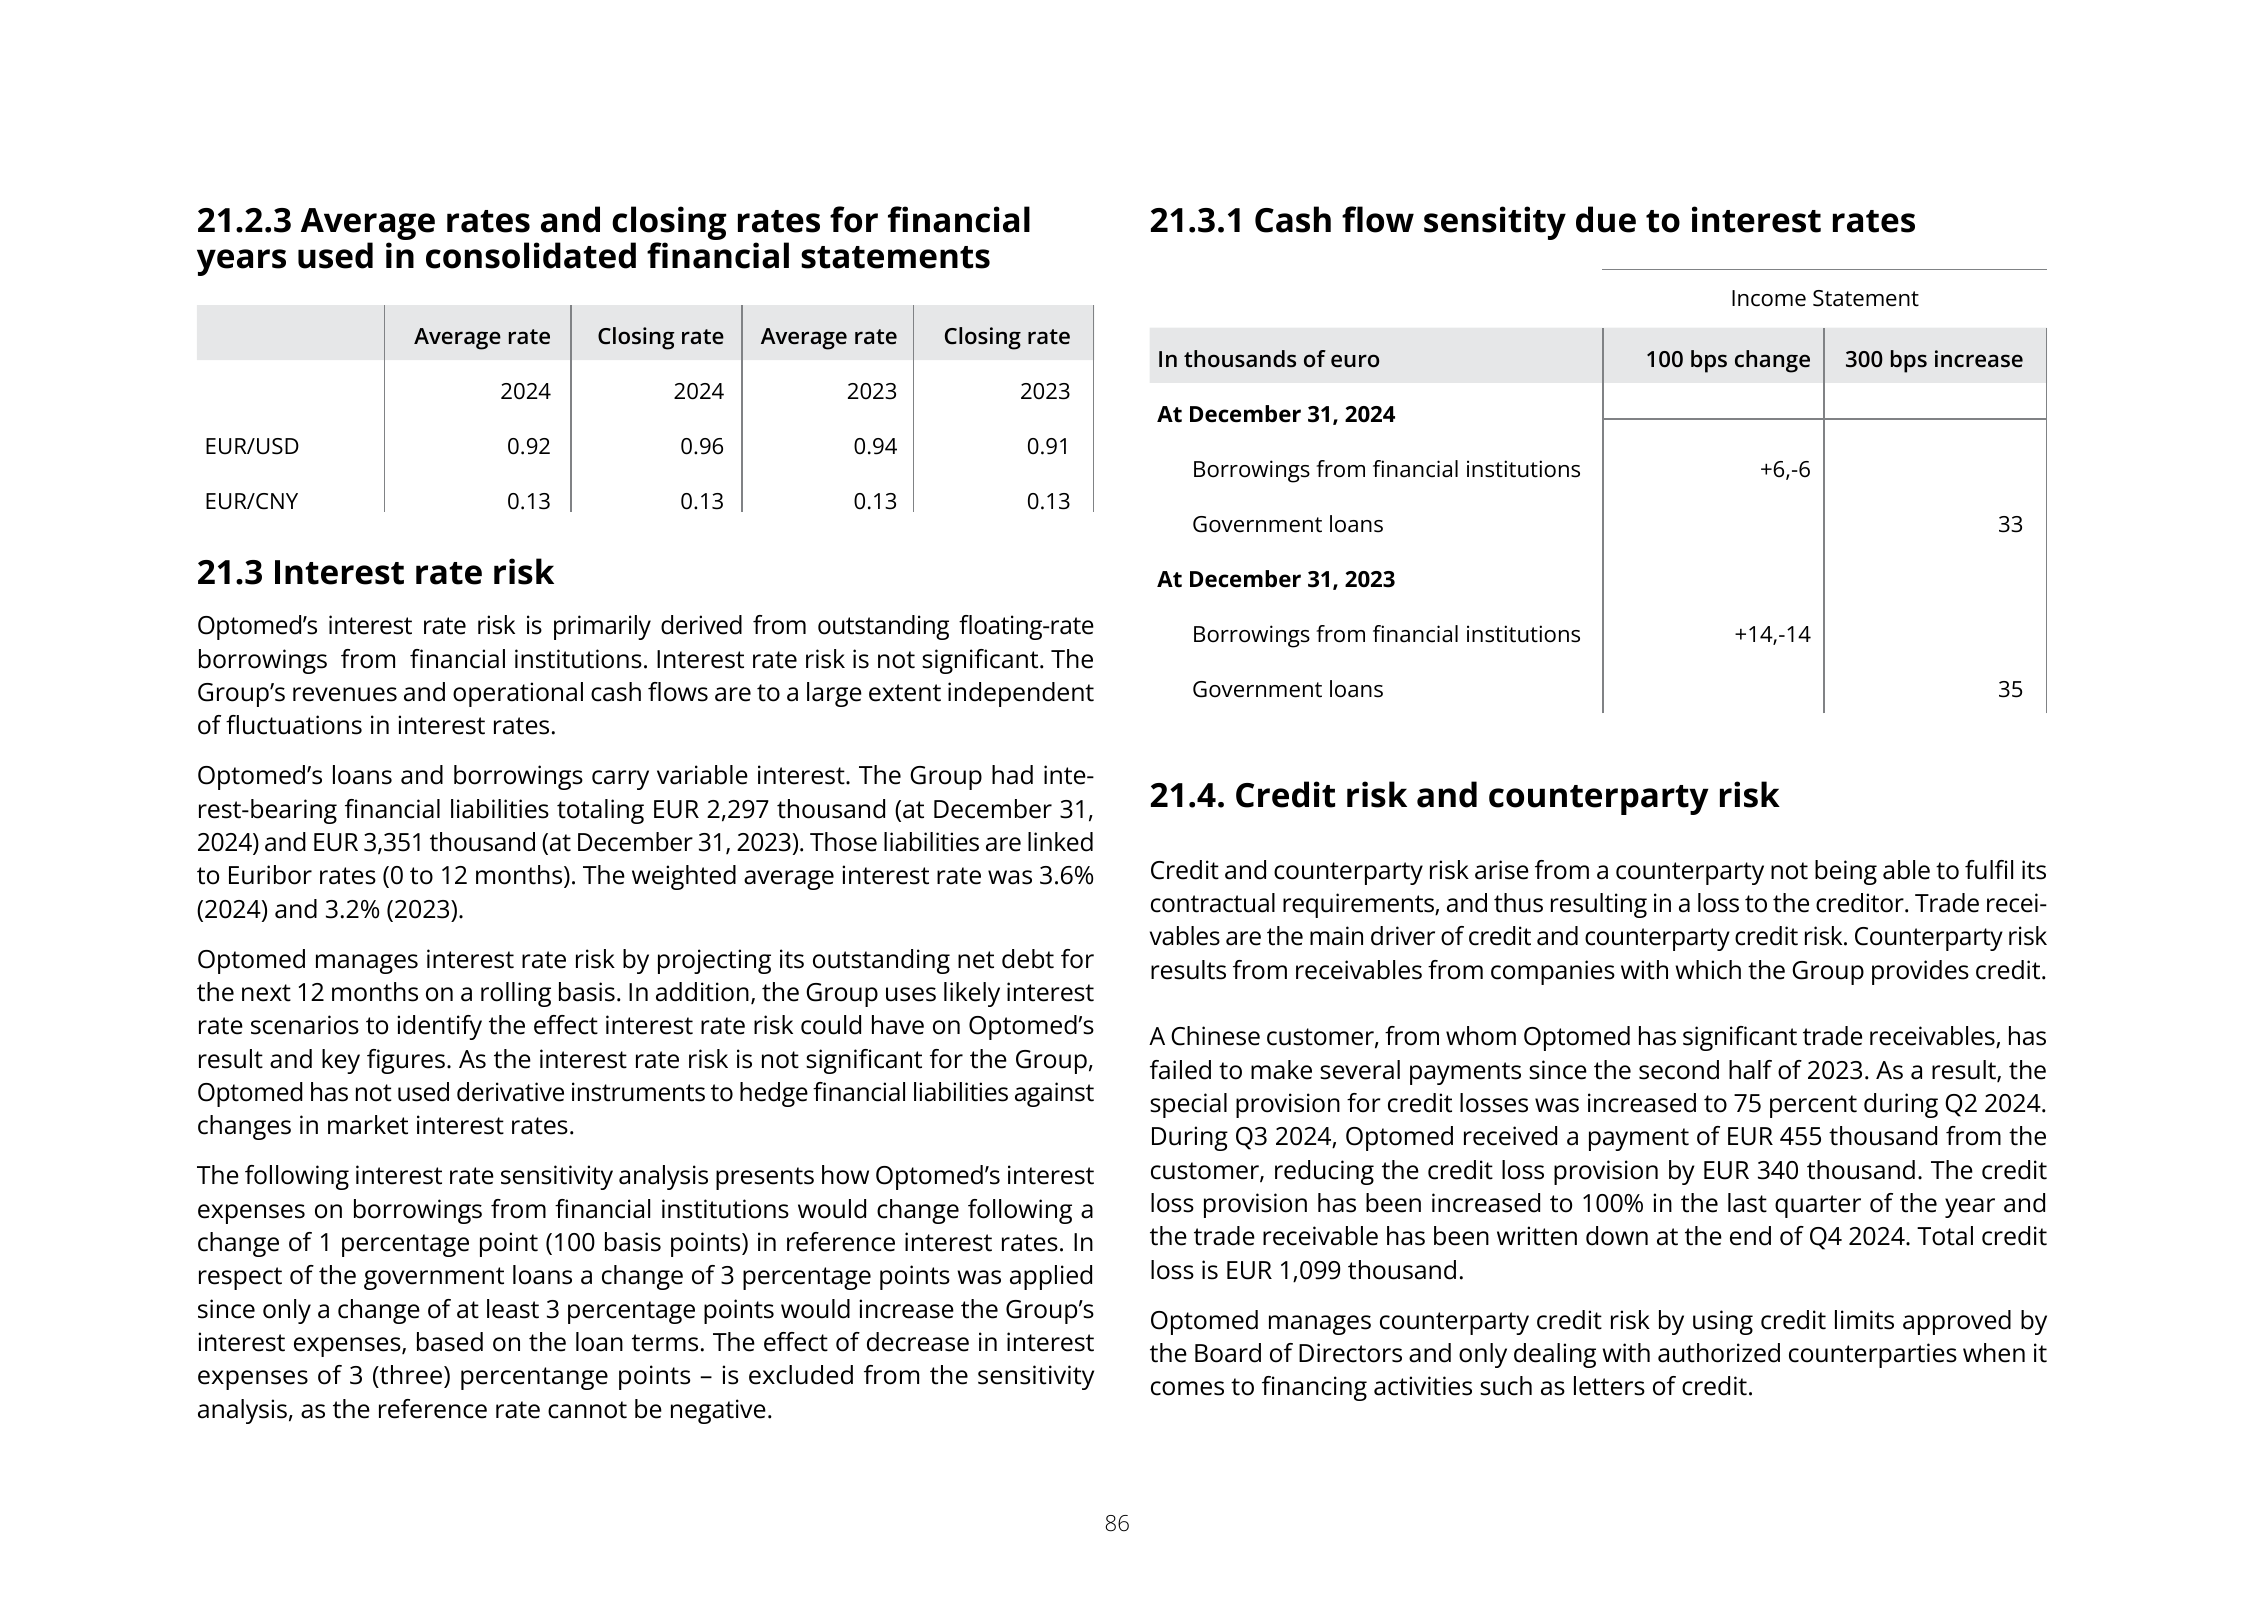 21.2.3 Average rates and closing rates for financial
years used in consolidated financial statements
Average rate Closing rate Average rate Closing rate
2024 2024 2023 2023
EUR/USD 0.92 0.96 0.94 0.91
EUR/CNY 0.13 0.13 0.13 0.13
21.3 Interest rate risk
Optomed’s interest rate risk is primarily derived from outstanding floating-rate
borrowings from financial institutions. Interest rate risk is not significant. The
Group’s revenues and operational cash flows are to a large extent independent
of fluctuations in interest rates.
Optomed’s loans and borrowings carry variable interest. The Group had inte-
rest-bearing financial liabilities totaling EUR 2,297 thousand (at December 31,
2024) and EUR 3,351 thousand (at December 31, 2023). Those liabilities are linked
to Euribor rates (0 to 12 months). The weighted average interest rate was 3.6%
(2024) and 3.2% (2023).
Optomed manages interest rate risk by projecting its outstanding net debt for
the next 12 months on a rolling basis. In addition, the Group uses likely interest
rate scenarios to identify the effect interest rate risk could have on Optomed’s
result and key figures. As the interest rate risk is not significant for the Group,
Optomed has not used derivative instruments to hedge financial liabilities against
changes in market interest rates.
The following interest rate sensitivity analysis presents how Optomed’s interest
expenses on borrowings from financial institutions would change following a
change of 1 percentage point (100 basis points) in reference interest rates. In
respect of the government loans a change of 3 percentage points was applied
since only a change of at least 3 percentage points would increase the Group’s
interest expenses, based on the loan terms. The effect of decrease in interest
expenses of 3 (three) percentange points – is excluded from the sensitivity
analysis, as the reference rate cannot be negative.
21.3.1 Cash flow sensitity due to interest rates
Income Statement
In thousands of euro 100 bps change 300 bps increase
At December 31, 2024
Borrowings from financial institutions +6,-6
Government loans 33
At December 31, 2023
Borrowings from financial institutions +14,-14
Government loans 35
21.4. Credit risk and counterparty risk
Credit and counterparty risk arise from a counterparty not being able to fulfil its
contractual requirements, and thus resulting in a loss to the creditor. Trade recei-
vables are the main driver of credit and counterparty credit risk. Counterparty risk
results from receivables from companies with which the Group provides credit.
A Chinese customer, from whom Optomed has significant trade receivables, has
failed to make several payments since the second half of 2023. As a result, the
special provision for credit losses was increased to 75 percent during Q2 2024.
During Q3 2024, Optomed received a payment of EUR 455 thousand from the
customer, reducing the credit loss provision by EUR 340 thousand. The credit
loss provision has been increased to 100% in the last quarter of the year and
the trade receivable has been written down at the end of Q4 2024. Total credit
loss is EUR 1,099 thousand.
Optomed manages counterparty credit risk by using credit limits approved by
the Board of Directors and only dealing with authorized counterparties when it
comes to financing activities such as letters of credit.
86